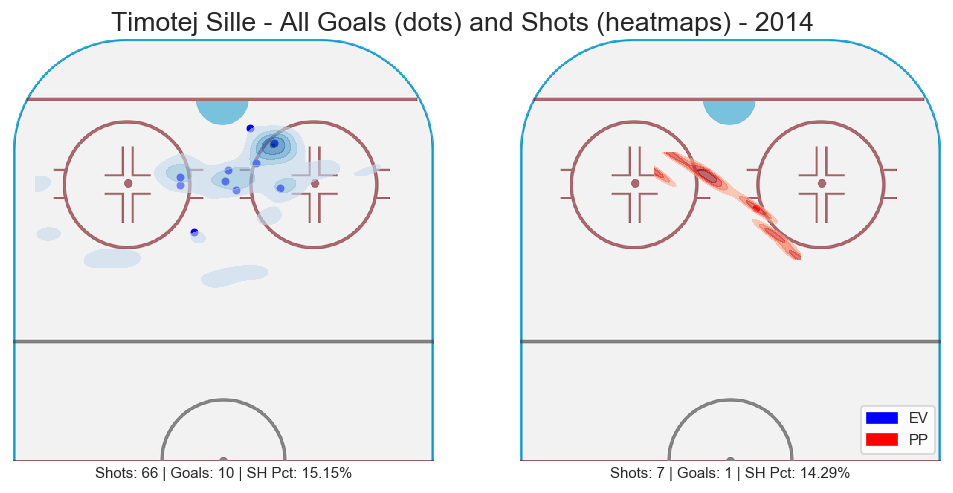 Timotej Sille - All Goals (dots) and Shots (heatmaps) - 2014
EV
PP
Shots: 66 | Goals: 10 | SH Pct: 15.15%
Shots: 7 | Goals: 1 | SH Pct: 14.29%